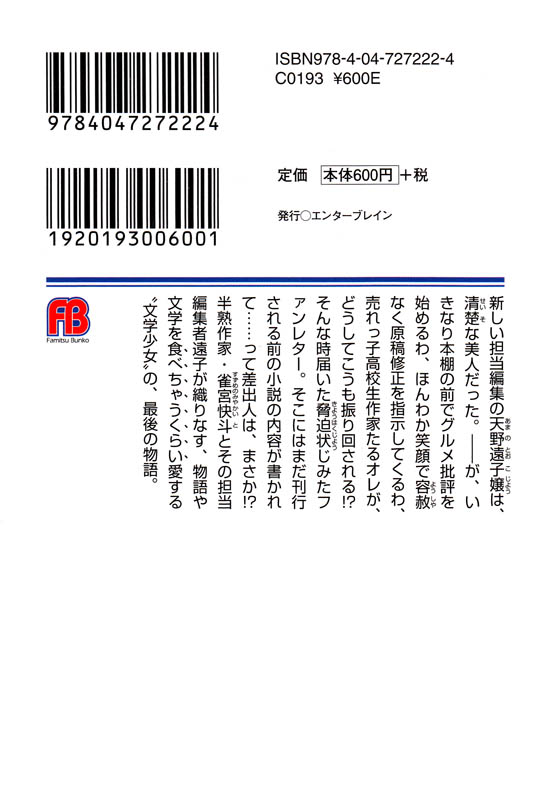 ISBN978-4-04-727222-4
C0193 ¥600E
9784047272224
定価 本体600円+税
発行○エンターブレイン
1920193006001
FB
Famitsu Bunko
新しい担当編集の天野遠子嬢は、
清楚な美人だった。――が、い
きなり本棚の前でグルメ批評を
始めるわ、ほんわか笑顔で容赦
なく原稿修正を指示してくるわ、
売れっ子高校生作家たるオレが、
どうしてこうも振り回される!?
そんな時届いた脅迫状じみたフ
ァンレター。そこにはまだ刊行
される前の小説の内容が書かれ
て……って差出人は、まさか!?
半熟作家・雀宮快斗とその担当
編集者遠子が織りなす、物語や
文学を食べちゃうくらい愛する
〝文学少女〟の、最後の物語。